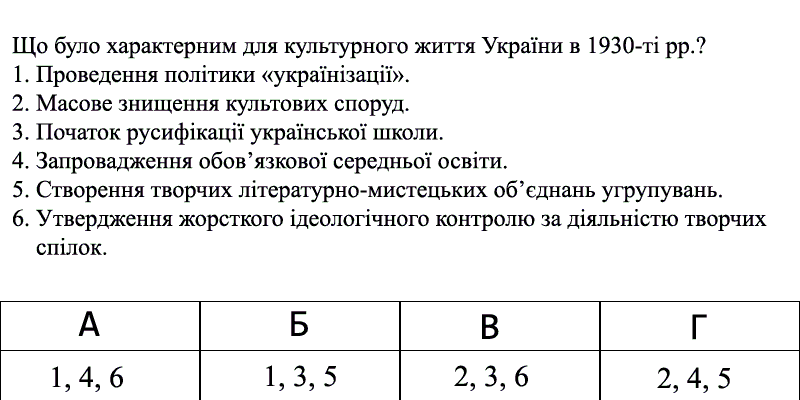 Що було характерним для культурного життя України в 1930-ті рр.?
1. Проведення політики «українізації».
2. Масове знищення культових споруд.
3. Початок русифікації української школи.
4. Запровадження обов’язкової середньої освіти.
5. Створення творчих літературно-мистецьких об’єднань угрупувань.
6. Утвердження жорсткого ідеологічного контролю за діяльністю творчих
спілок.
А Б В Г
1, 4, 6 1, 3, 5 2, 3, 6 2, 4, 5